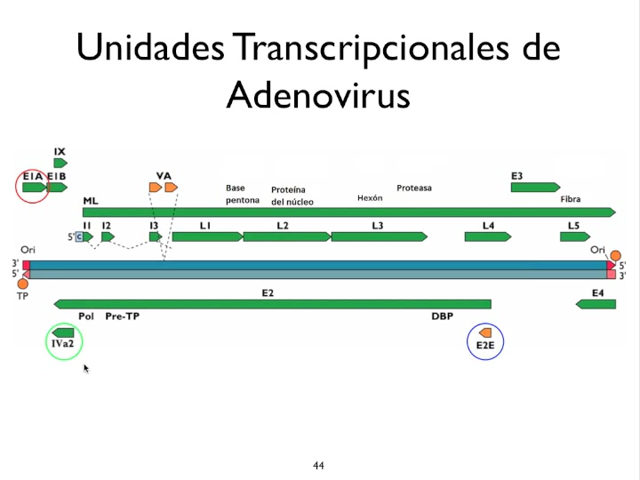 Unidades Transcripcionales de
Adenovirus
IX
E1A E1B VA E3
Base Proteína Proteasa
pentona del núcleo Hexón Fibra
ML
I1 I2 I3 L1 L2 L3 L4 L5
5' C
Ori Ori
3' 5'
5' 3'
TP
E2 E4
Pol Pre-TP DBP
IVa2 E2E
44